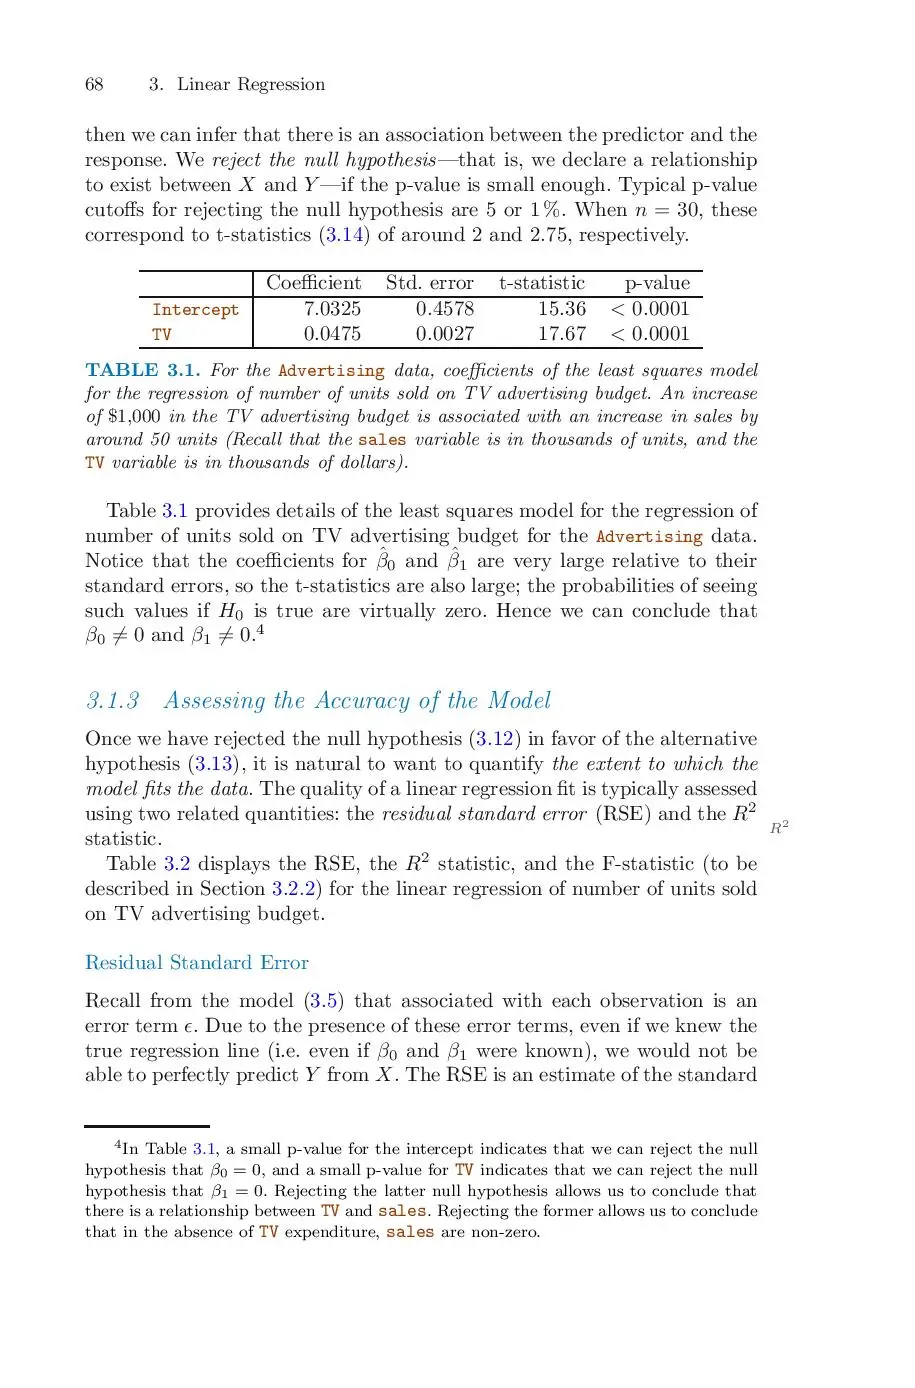 68 3. Linear Regression
then we can infer that there is an association between the predictor and the
response. We reject the null hypothesis—that is, we declare a relationship
to exist between X and Y—if the p-value is small enough. Typical p-value
cutoffs for rejecting the null hypothesis are 5 or 1%. When n = 30, these
correspond to t-statistics (3.14) of around 2 and 2.75, respectively.
Coefficient Std. error t-statistic p-value
Intercept 7.0325 0.4578 15.36 < 0.0001
TV 0.0475 0.0027 17.67 < 0.0001
TABLE 3.1. For the Advertising data, coefficients of the least squares model
for the regression of number of units sold on TV advertising budget. An increase
of $1,000 in the TV advertising budget is associated with an increase in sales by
around 50 units (Recall that the sales variable is in thousands of units, and the
TV variable is in thousands of dollars).
Table 3.1 provides details of the least squares model for the regression of
number of units sold on TV advertising budget for the Advertising data.
Notice that the coefficients for β̂₀ and β̂₁ are very large relative to their
standard errors, so the t-statistics are also large; the probabilities of seeing
such values if H₀ is true are virtually zero. Hence we can conclude that
β₀ ≠ 0 and β₁ ≠ 0.⁴
3.1.3 Assessing the Accuracy of the Model
Once we have rejected the null hypothesis (3.12) in favor of the alternative
hypothesis (3.13), it is natural to want to quantify the extent to which the
model fits the data. The quality of a linear regression fit is typically assessed
using two related quantities: the residual standard error (RSE) and the R²
statistic.
R²
Table 3.2 displays the RSE, the R² statistic, and the F-statistic (to be
described in Section 3.2.2) for the linear regression of number of units sold
on TV advertising budget.
Residual Standard Error
Recall from the model (3.5) that associated with each observation is an
error term ϵ. Due to the presence of these error terms, even if we knew the
true regression line (i.e. even if β₀ and β₁ were known), we would not be
able to perfectly predict Y from X. The RSE is an estimate of the standard
⁴In Table 3.1, a small p-value for the intercept indicates that we can reject the null
hypothesis that β₀ = 0, and a small p-value for TV indicates that we can reject the null
hypothesis that β₁ = 0. Rejecting the latter null hypothesis allows us to conclude that
there is a relationship between TV and sales. Rejecting the former allows us to conclude
that in the absence of TV expenditure, sales are non-zero.